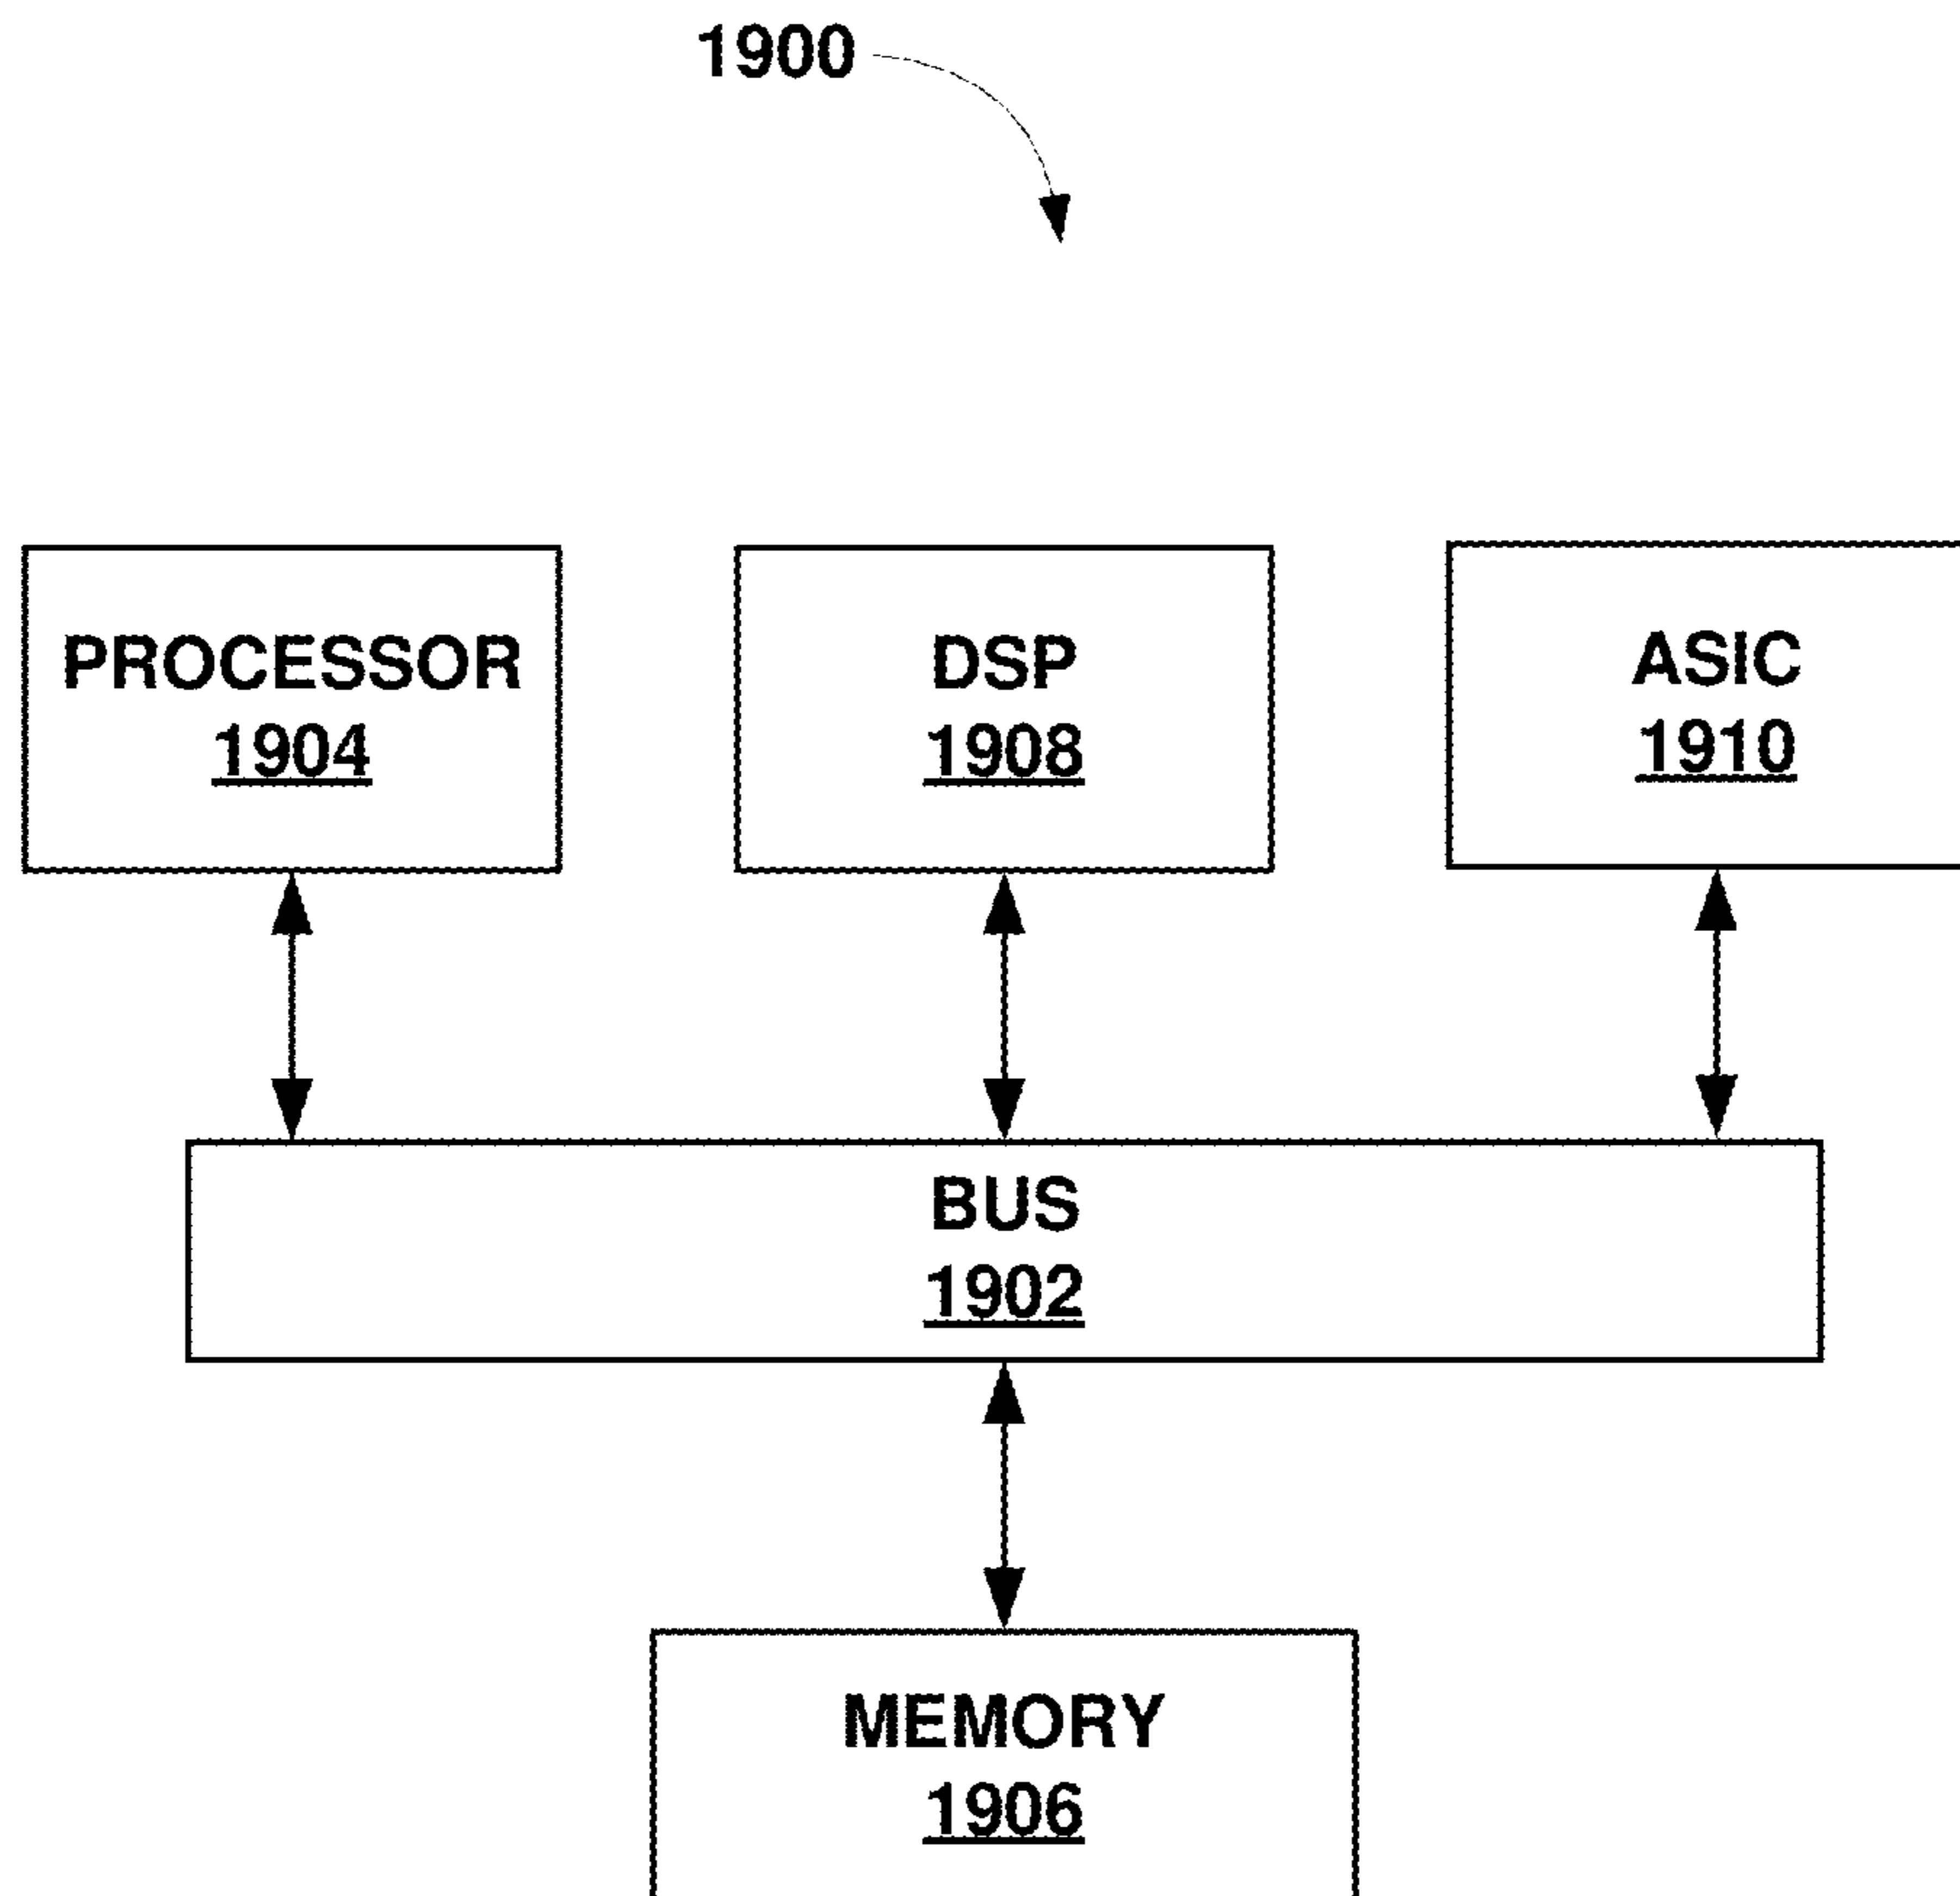 1900
PROCESSOR
1904
DSP
1908
ASIC
1910
BUS
1902
MEMORY
1906